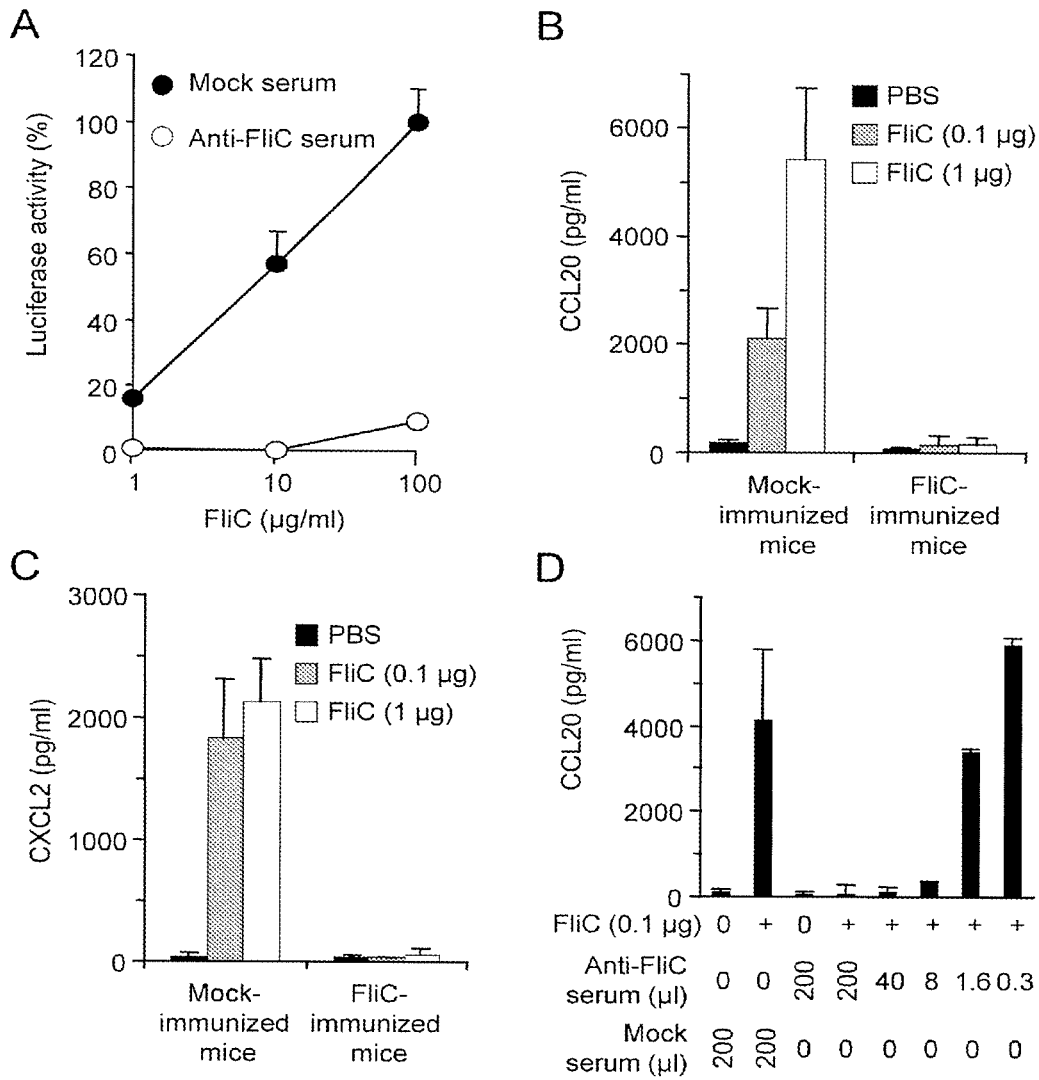 A
120
100
80
60
40
20
0
Luciferase activity (%)
Mock serum
Anti-FliC serum
1 10 100
FliC (µg/ml)
B
6000
4000
2000
0
CCL20 (pg/ml)
PBS
FliC (0.1 µg)
FliC (1 µg)
Mock-
immunized
mice
FliC-
immunized
mice
C
3000
2000
1000
0
CXCL2 (pg/ml)
PBS
FliC (0.1 µg)
FliC (1 µg)
Mock-
immunized
mice
FliC-
immunized
mice
D
6000
4000
2000
0
CCL20 (pg/ml)
FliC (0.1 µg) 0 + 0 + + + + +
Anti-FliC
serum (µl) 0 0 200 200 40 8 1.6 0.3
Mock
serum (µl) 200 200 0 0 0 0 0 0